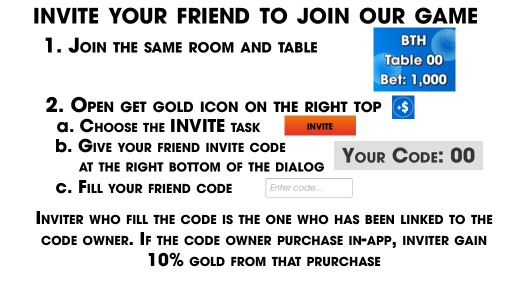 INVITE YOUR FRIEND TO JOIN OUR GAME
1. JOIN THE SAME ROOM AND TABLE
BTH
Table 00
Bet: 1,000
2. OPEN GET GOLD ICON ON THE RIGHT TOP +$
a. CHOOSE THE INVITE TASK INVITE
b. GIVE YOUR FRIEND INVITE CODE
AT THE RIGHT BOTTOM OF THE DIALOG
YOUR CODE: 00
c. FILL YOUR FRIEND CODE Enter code...
INVITER WHO FILL THE CODE IS THE ONE WHO HAS BEEN LINKED TO THE
CODE OWNER. IF THE CODE OWNER PURCHASE IN-APP, INVITER GAIN
10% GOLD FROM THAT PRURCHASE